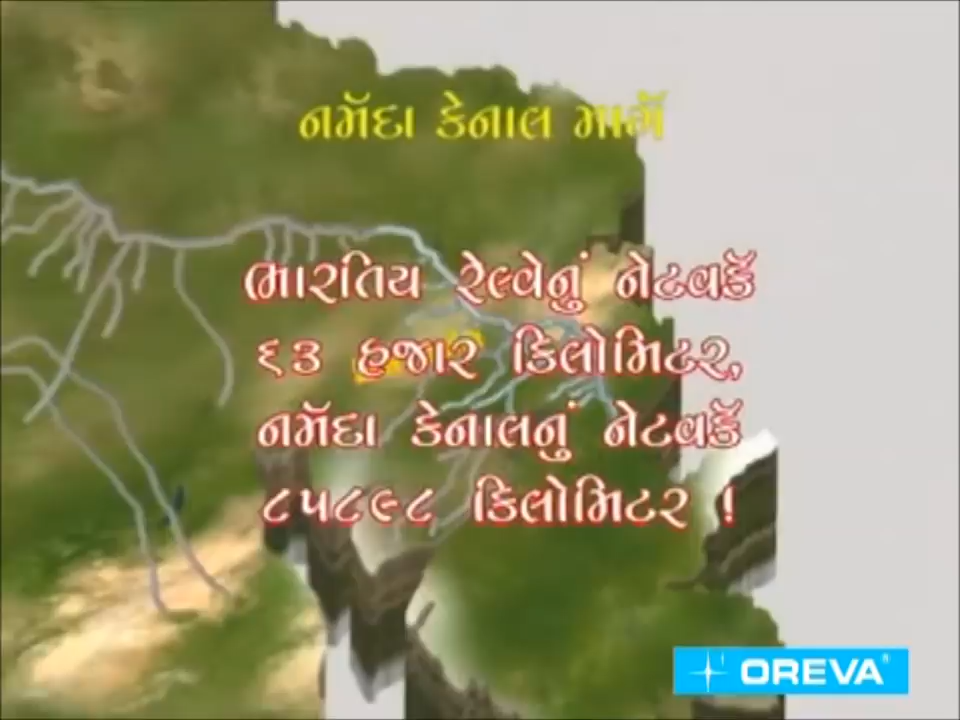 નર્મદા કેનાલ માર્ગ
ભારતિય રેલ્વેનું નેટવર્ક
૬૩ હજાર કિલોમિટર,
નર્મદા કેનાલનું નેટવર્ક
૮૫૮૯૮ કિલોમિટર !
OREVA